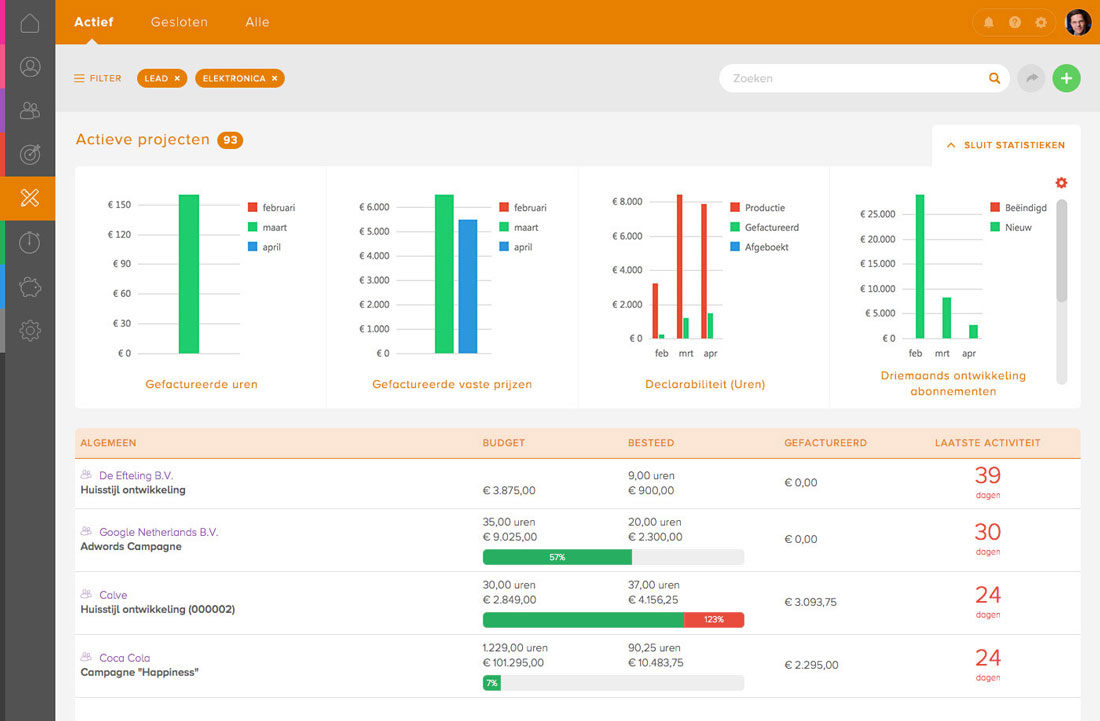 Actief Gesloten Alle
FILTER LEAD × ELEKTRONICA × Zoeken
Actieve projecten 93
SLUIT STATISTIEKEN
€ 150
€ 120
€ 90
€ 60
€ 30
€ 0
februari
maart
april
Gefactureerde uren
€ 6.000
€ 5.000
€ 4.000
€ 3.000
€ 2.000
€ 1.000
€ 0
februari
maart
april
Gefactureerde vaste prijzen
€ 8.000
€ 6.000
€ 4.000
€ 2.000
€ 0
feb mrt apr
Productie
Gefactureerd
Afgeboekt
Declarabiliteit (Uren)
€ 25.000
€ 20.000
€ 15.000
€ 10.000
€ 5.000
€ 0
feb mrt apr
Beëindigd
Nieuw
Driemaands ontwikkeling
abonnementen
ALGEMEEN BUDGET BESTEED GEFACTUREERD LAATSTE ACTIVITEIT
De Efteling B.V.
Huisstijl ontwikkeling
€ 3.875,00
9,00 uren
€ 900,00
€ 0,00
39
dagen
Google Netherlands B.V.
Adwords Campagne
35,00 uren
€ 9.025,00
20,00 uren
€ 2.300,00
57%
€ 0,00
30
dagen
Calve
Huisstijl ontwikkeling (000002)
30,00 uren
€ 2.849,00
37,00 uren
€ 4.156,25
123%
€ 3.093,75
24
dagen
Coca Cola
Campagne "Happiness"
1.229,00 uren
€ 101.295,00
90,25 uren
€ 10.483,75
7%
€ 2.295,00
24
dagen